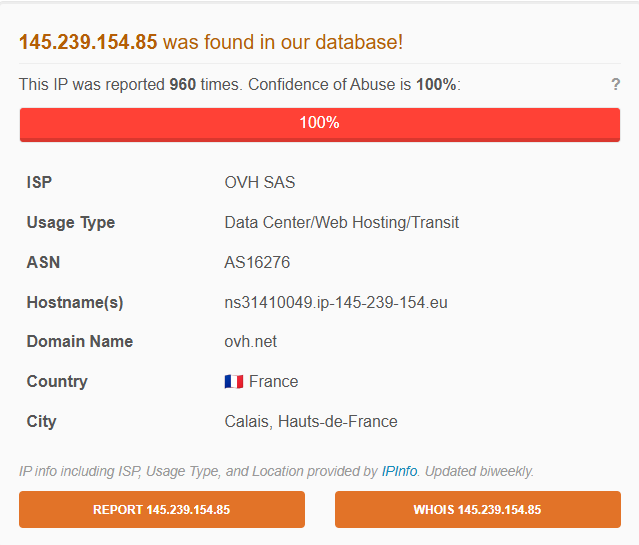 145.239.154.85 was found in our database!
This IP was reported 960 times. Confidence of Abuse is 100%: ?
100%
ISP OVH SAS
Usage Type Data Center/Web Hosting/Transit
ASN AS16276
Hostname(s) ns31410049.ip-145-239-154.eu
Domain Name ovh.net
Country France
City Calais, Hauts-de-France
IP info including ISP, Usage Type, and Location provided by IPInfo. Updated biweekly.
REPORT 145.239.154.85 WHOIS 145.239.154.85